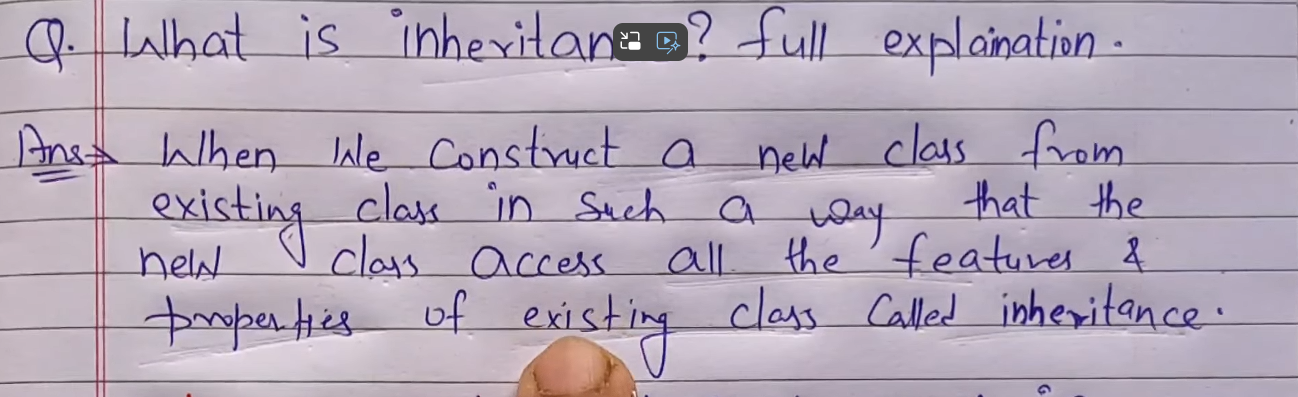 Q. What is inheritan ? full explaination.
Ans→ When We Construct a new class from
existing class in such a way that the
new class access all the features &
properties of existing class Called inheritance.